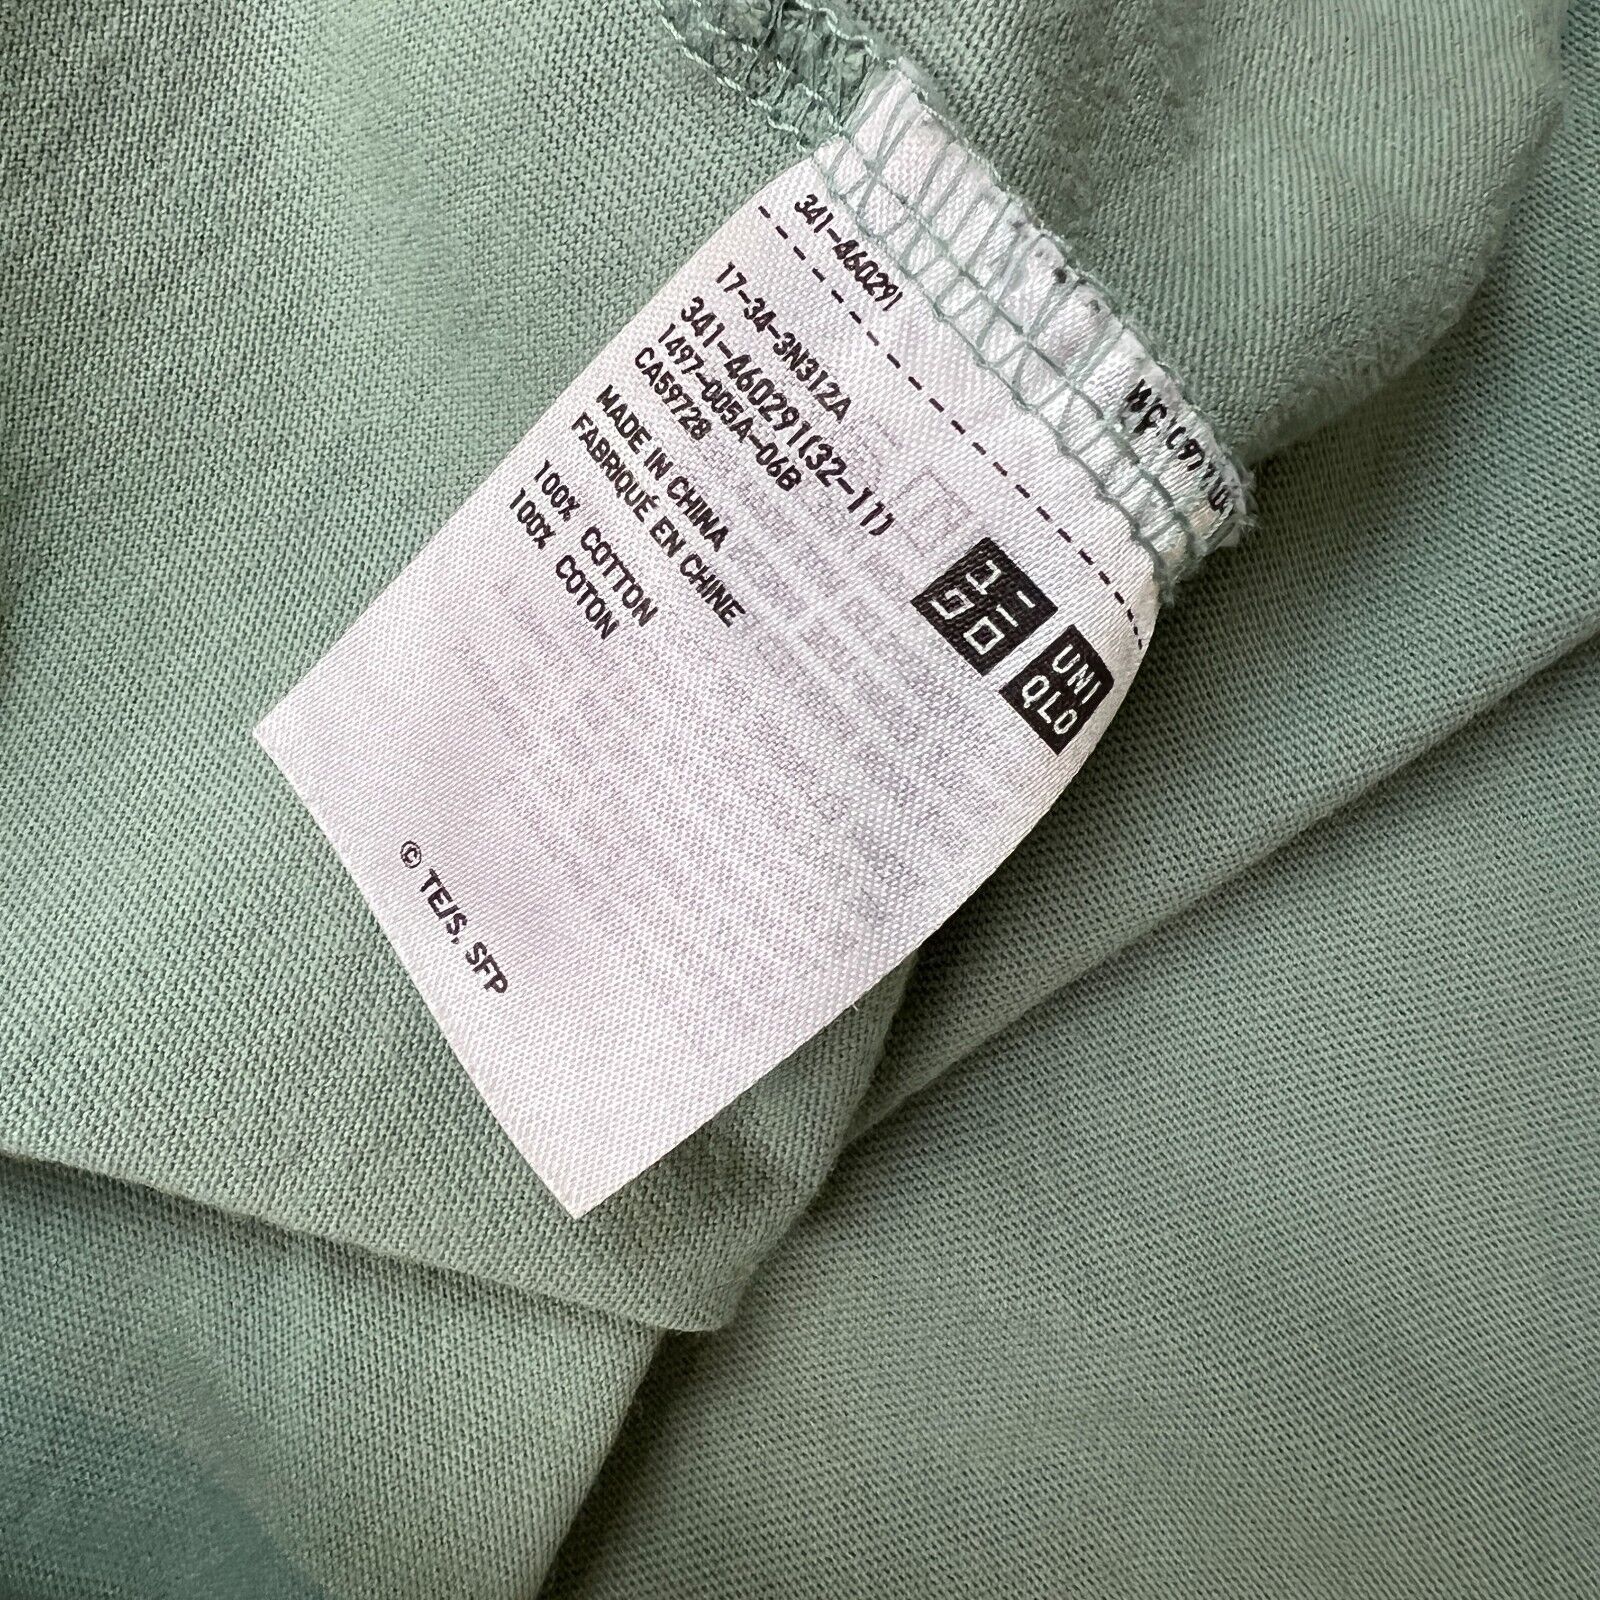 341-460291
17-34-3N312A
341-460291(32-11)
1497-005A-06B
CA59728
MADE IN CHINA
FABRIQUÉ EN CHINE
100% COTTON
100% COTON
ユニ
クロ
UNI
QLO
© TE/S, SFP